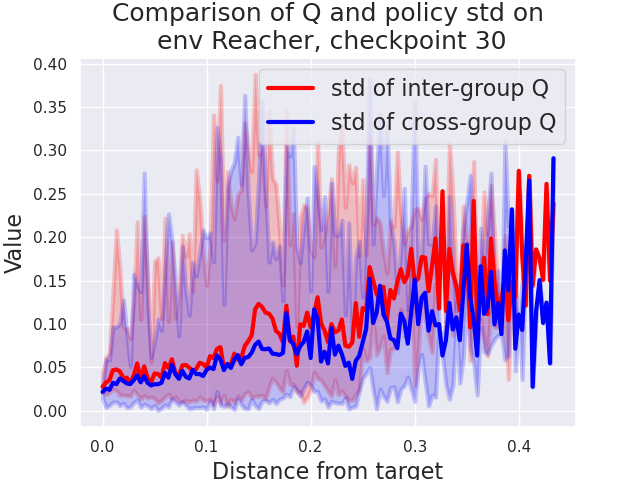 Comparison of Q and policy std on
env Reacher, checkpoint 30
std of inter-group Q
std of cross-group Q
Value
0.40
0.35
0.30
0.25
0.20
0.15
0.10
0.05
0.00
0.0 0.1 0.2 0.3 0.4
Distance from target